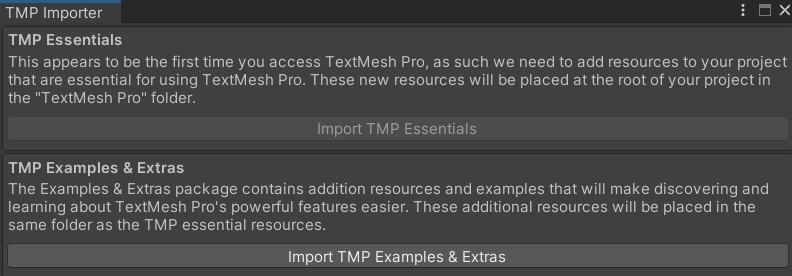 TMP Importer
TMP Essentials
This appears to be the first time you access TextMesh Pro, as such we need to add resources to your project
that are essential for using TextMesh Pro. These new resources will be placed at the root of your project in
the "TextMesh Pro" folder.
Import TMP Essentials
TMP Examples & Extras
The Examples & Extras package contains addition resources and examples that will make discovering and
learning about TextMesh Pro's powerful features easier. These additional resources will be placed in the
same folder as the TMP essential resources.
Import TMP Examples & Extras